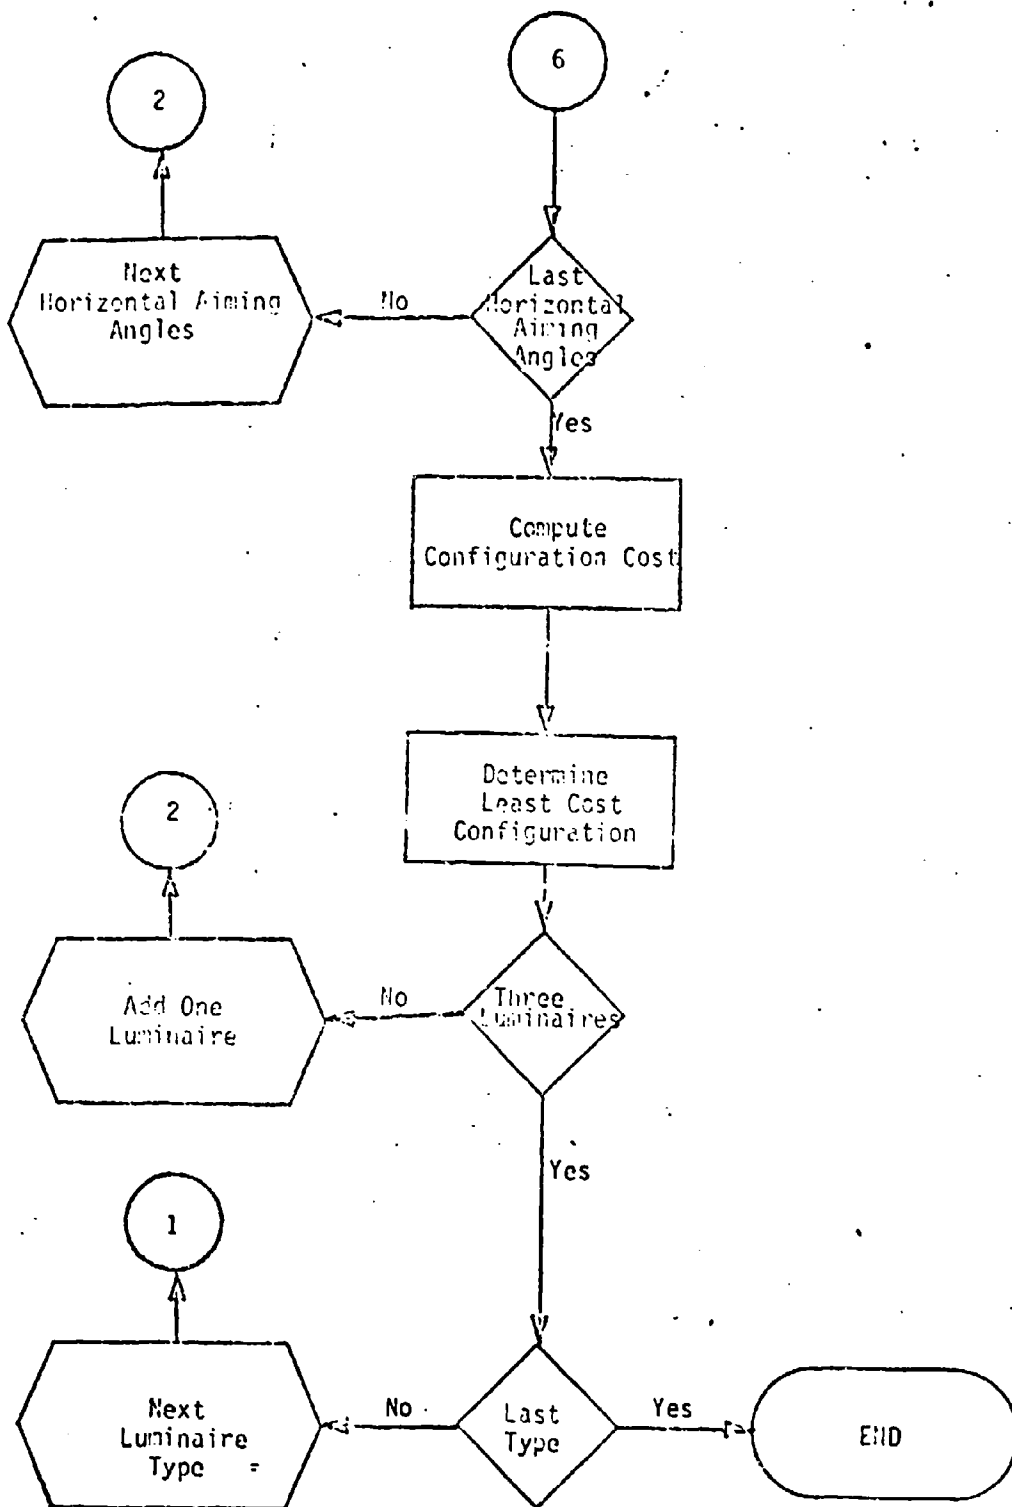 6
2
Last
Horizontal
Aiming
Angles
No
Next
Horizontal Aiming
Angles
Yes
Compute
Configuration Cost
Determine
Least Cost
Configuration
2
Three
Luminaires
No
Add One
Luminaire
Yes
1
Last
Type
No
Next
Luminaire
Type
Yes
END